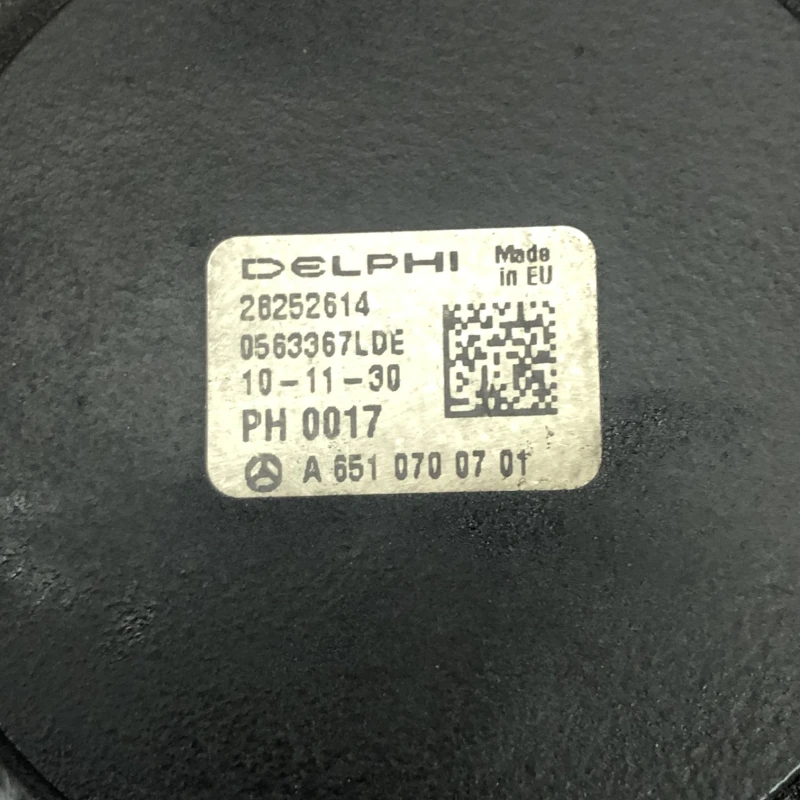 DELPHI
Made
in EU
28252614
0563367LDE
10-11-30
PH 0017
A 651 070 07 01